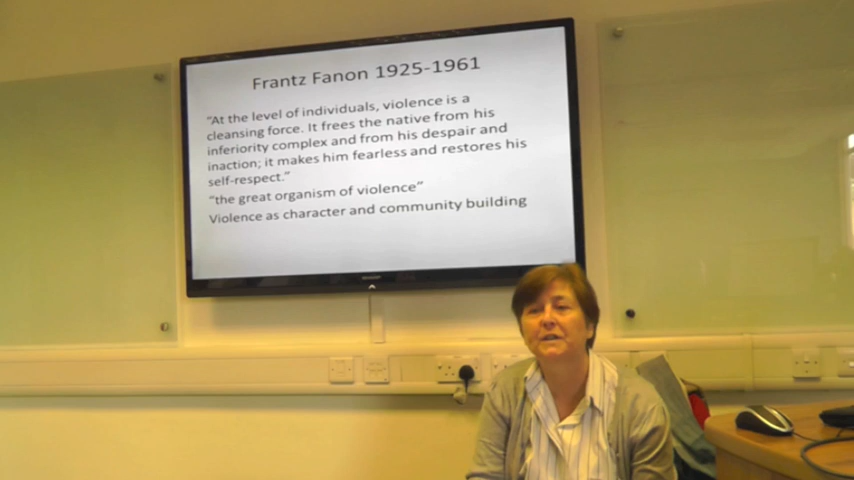 Frantz Fanon 1925-1961
“At the level of individuals, violence is a
cleansing force. It frees the native from his
inferiority complex and from his despair and
inaction; it makes him fearless and restores his
self-respect.”
“the great organism of violence”
Violence as character and community building
SHARP